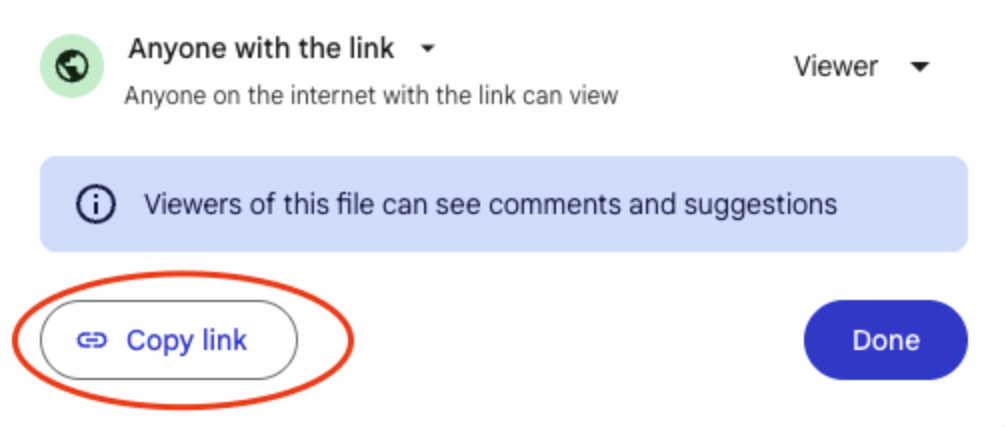 Anyone with the link
Viewer
Anyone on the internet with the link can view
Viewers of this file can see comments and suggestions
Copy link
Done